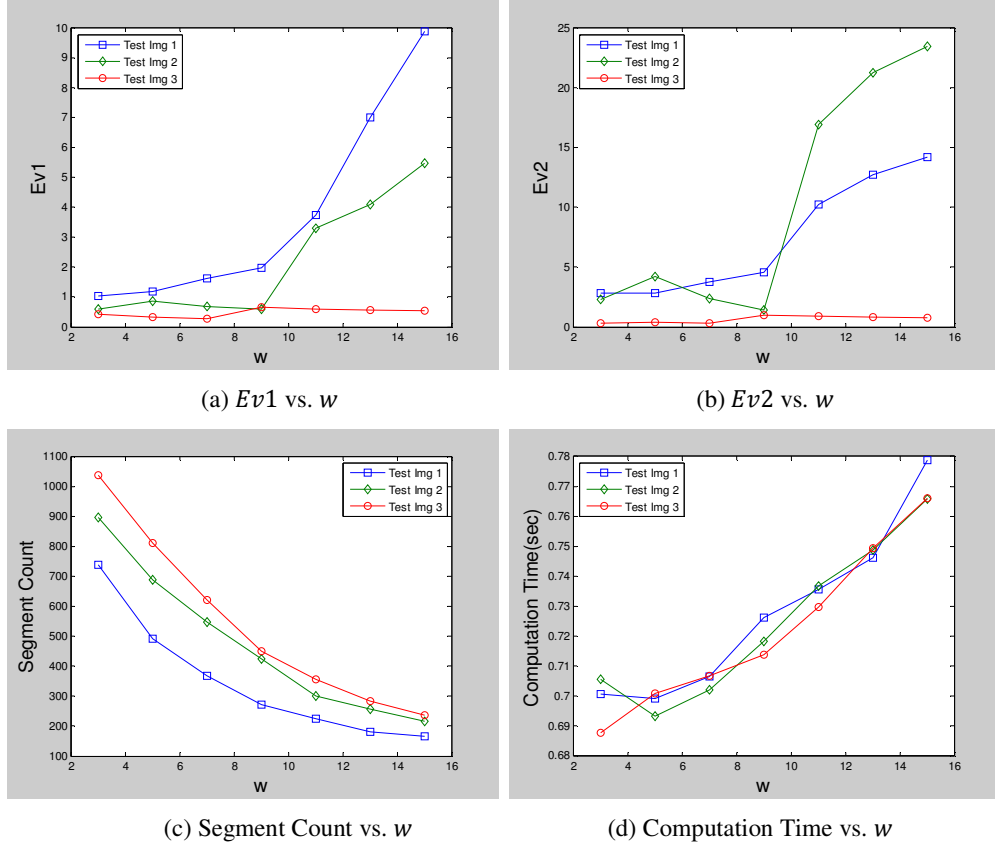 10
9
8
7
6
5
4
3
2
1
0
Ev1
Test Img 1
Test Img 2
Test Img 3
2 4 6 8 10 12 14 16
w
(a) Ev1 vs. w
25
20
15
10
5
0
Ev2
Test Img 1
Test Img 2
Test Img 3
2 4 6 8 10 12 14 16
w
(b) Ev2 vs. w
1100
1000
900
800
700
600
500
400
300
200
100
Segment Count
Test Img 1
Test Img 2
Test Img 3
2 4 6 8 10 12 14 16
w
(c) Segment Count vs. w
0.78
0.77
0.76
0.75
0.74
0.73
0.72
0.71
0.7
0.69
0.68
Computation Time(sec)
Test Img 1
Test Img 2
Test Img 3
2 4 6 8 10 12 14 16
w
(d) Computation Time vs. w